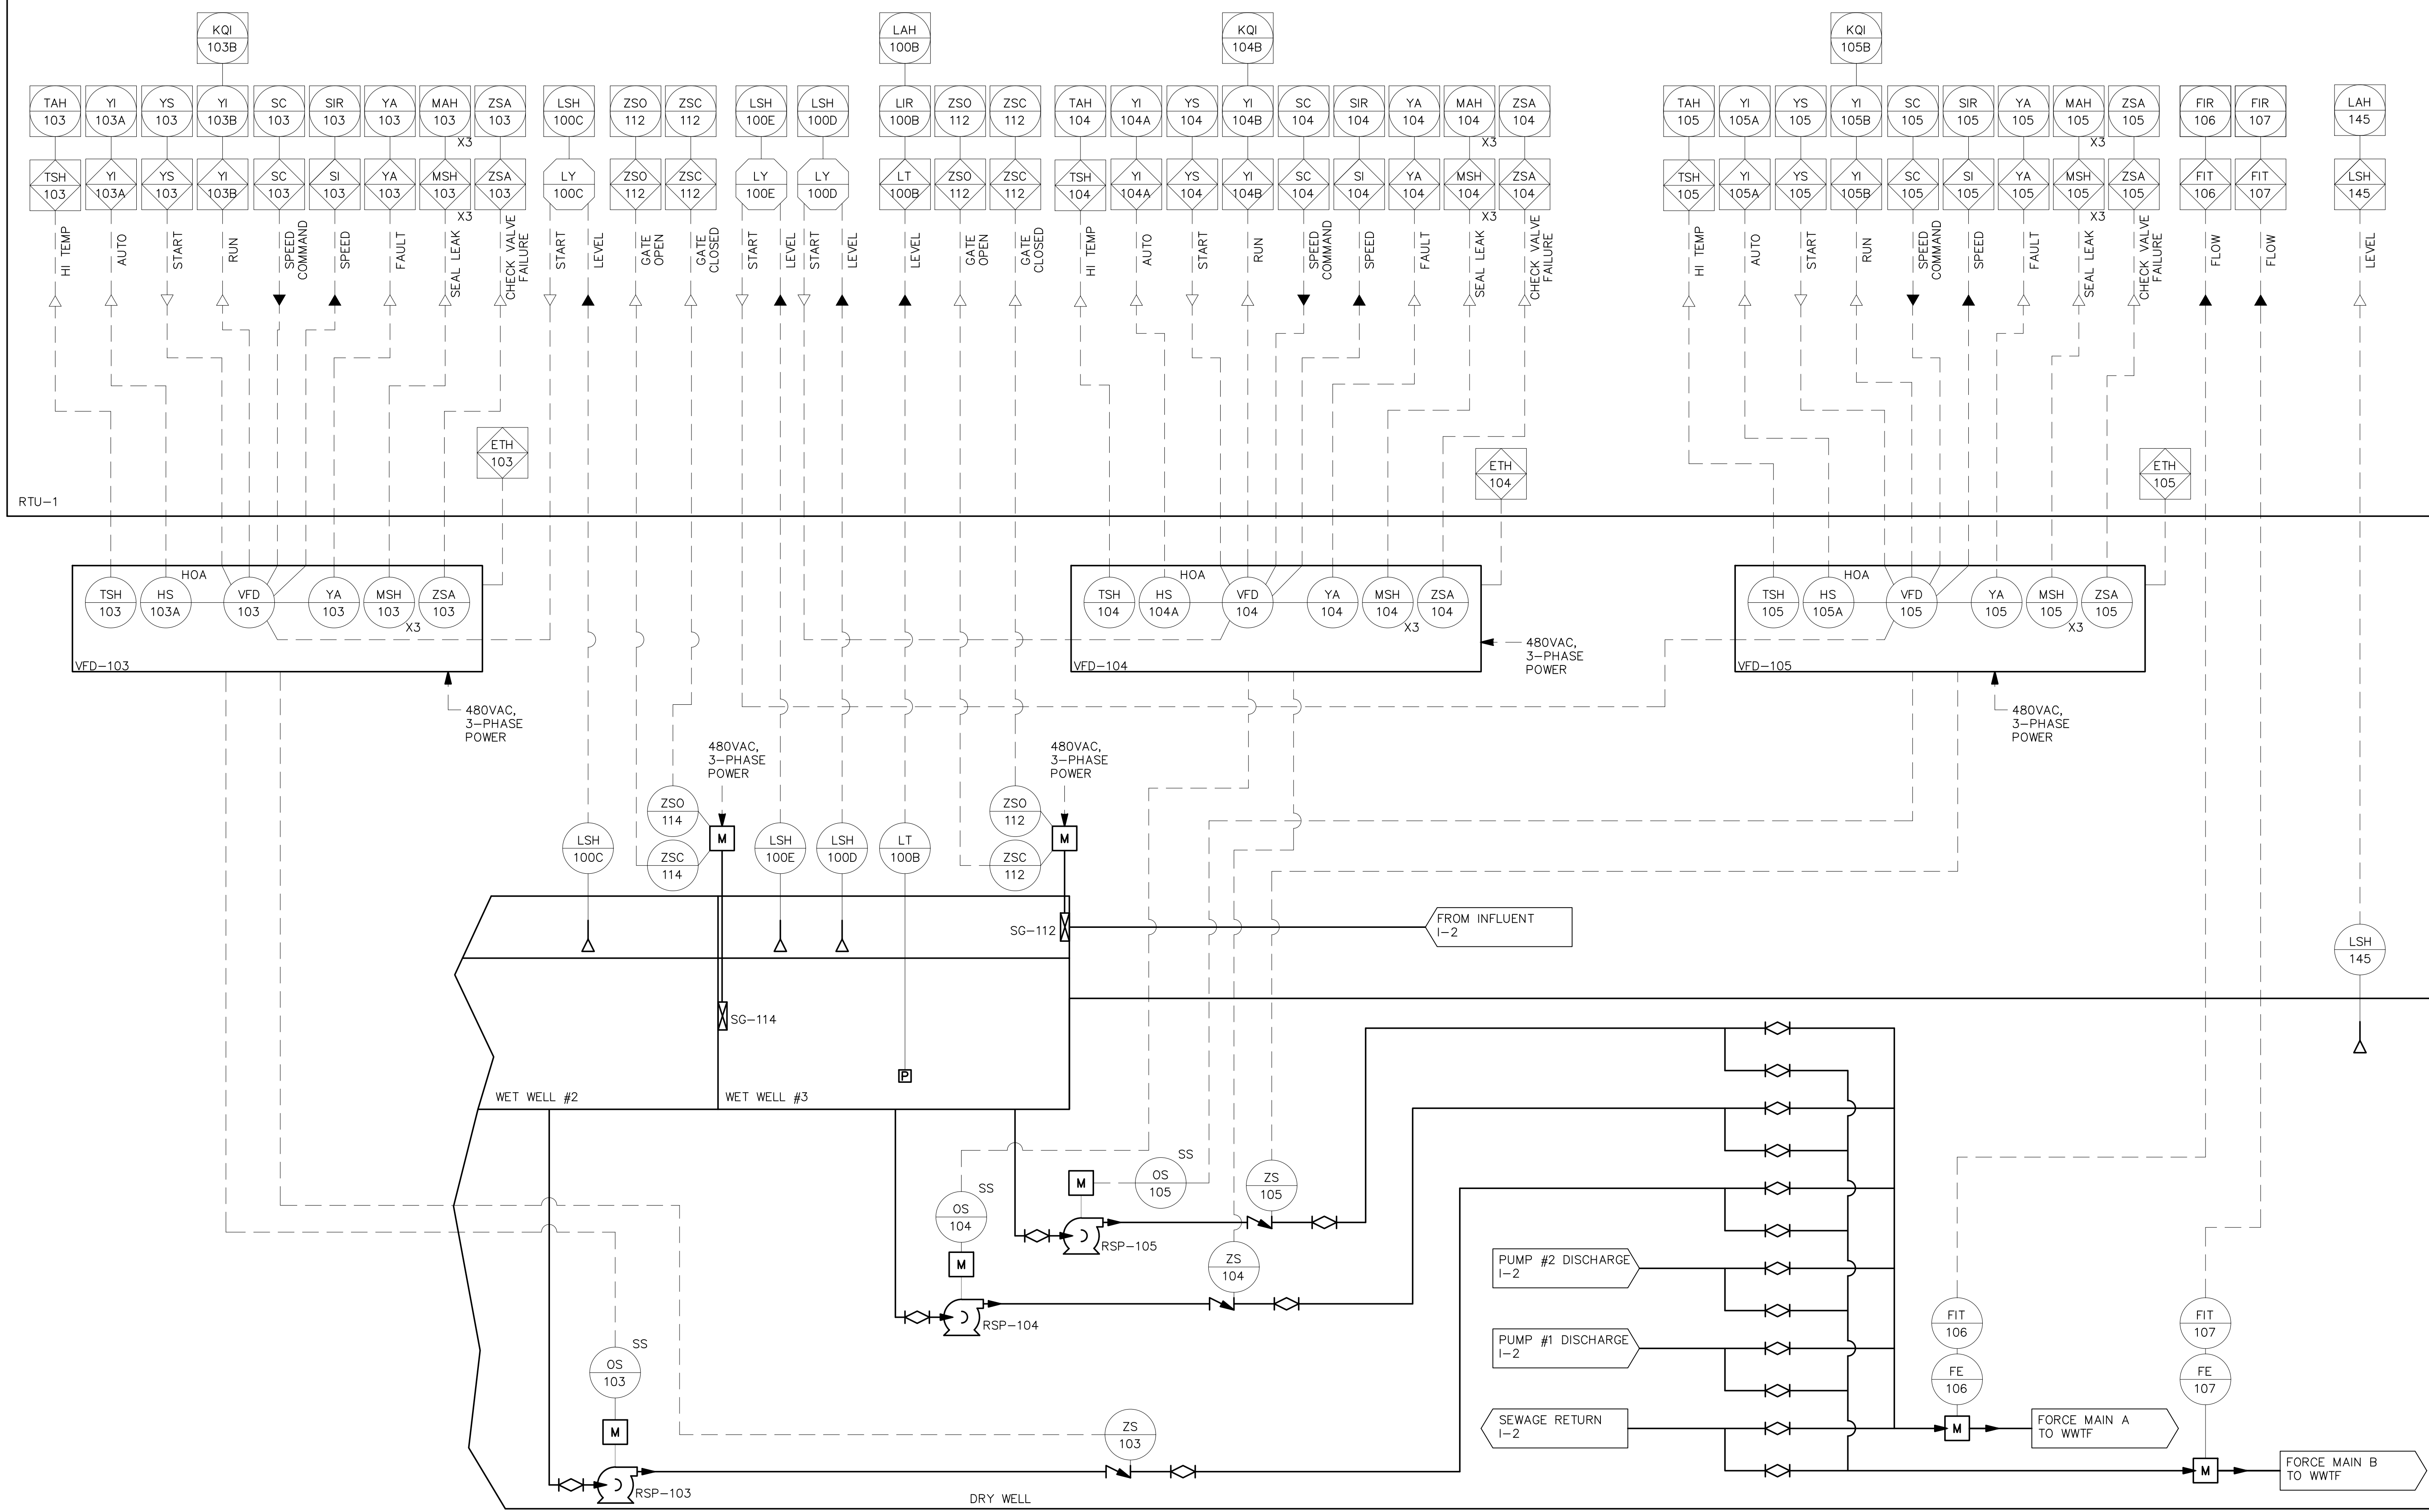 KQI
103B
LAH
100B
KQI
104B
KQI
105B
TAH
103
YI
103A
YS
103
YI
103B
SC
103
SIR
103
YA
103
MAH
103
X3
ZSA
103
LSH
100C
ZSO
112
ZSC
112
LSH
100E
LSH
100D
LIR
100B
ZSO
112
ZSC
112
TAH
104
YI
104A
YS
104
YI
104B
SC
104
SIR
104
YA
104
MAH
104
X3
ZSA
104
TAH
105
YI
105A
YS
105
YI
105B
SC
105
SIR
105
YA
105
MAH
105
X3
ZSA
105
FIR
106
FIR
107
LAH
145
TSH
103
YI
103A
YS
103
YI
103B
SC
103
SI
103
YA
103
MSH
103
X3
ZSA
103
LY
100C
ZSO
112
ZSC
112
LY
100E
LY
100D
LT
100B
ZSO
112
ZSC
112
TSH
104
YI
104A
YS
104
YI
104B
SC
104
SI
104
YA
104
MSH
104
X3
ZSA
104
TSH
105
YI
105A
YS
105
YI
105B
SC
105
SI
105
YA
105
MSH
105
X3
ZSA
105
FIT
106
FIT
107
LSH
145
HI TEMP
AUTO
START
RUN
SPEED
COMMAND
SPEED
FAULT
SEAL LEAK
CHECK VALVE
FAILURE
START
LEVEL
GATE
OPEN
GATE
CLOSED
START
LEVEL
START
LEVEL
LEVEL
GATE
OPEN
GATE
CLOSED
HI TEMP
AUTO
START
RUN
SPEED
COMMAND
SPEED
FAULT
SEAL LEAK
CHECK VALVE
FAILURE
HI TEMP
AUTO
START
RUN
SPEED
COMMAND
SPEED
FAULT
SEAL LEAK
CHECK VALVE
FAILURE
FLOW
FLOW
LEVEL
ETH
103
ETH
104
ETH
105
RTU-1
HOA
TSH
103
HS
103A
VFD
103
YA
103
MSH
103
X3
ZSA
103
VFD-103
HOA
TSH
104
HS
104A
VFD
104
YA
104
MSH
104
X3
ZSA
104
VFD-104
HOA
TSH
105
HS
105A
VFD
105
YA
105
MSH
105
X3
ZSA
105
VFD-105
480VAC,
3-PHASE
POWER
480VAC,
3-PHASE
POWER
480VAC,
3-PHASE
POWER
480VAC,
3-PHASE
POWER
480VAC,
3-PHASE
POWER
ZSO
114
M
ZSC
114
LSH
100C
LSH
100E
LSH
100D
LT
100B
ZSO
112
M
ZSC
112
SG-112
FROM INFLUENT
I-2
LSH
145
SG-114
P
WET WELL #2
WET WELL #3
SS
OS
105
M
ZS
105
RSP-105
SS
OS
104
M
ZS
104
RSP-104
PUMP #2 DISCHARGE
I-2
PUMP #1 DISCHARGE
I-2
SEWAGE RETURN
I-2
FIT
106
FE
106
M
FORCE MAIN A
TO WWTF
FIT
107
FE
107
M
FORCE MAIN B
TO WWTF
SS
OS
103
M
ZS
103
RSP-103
DRY WELL